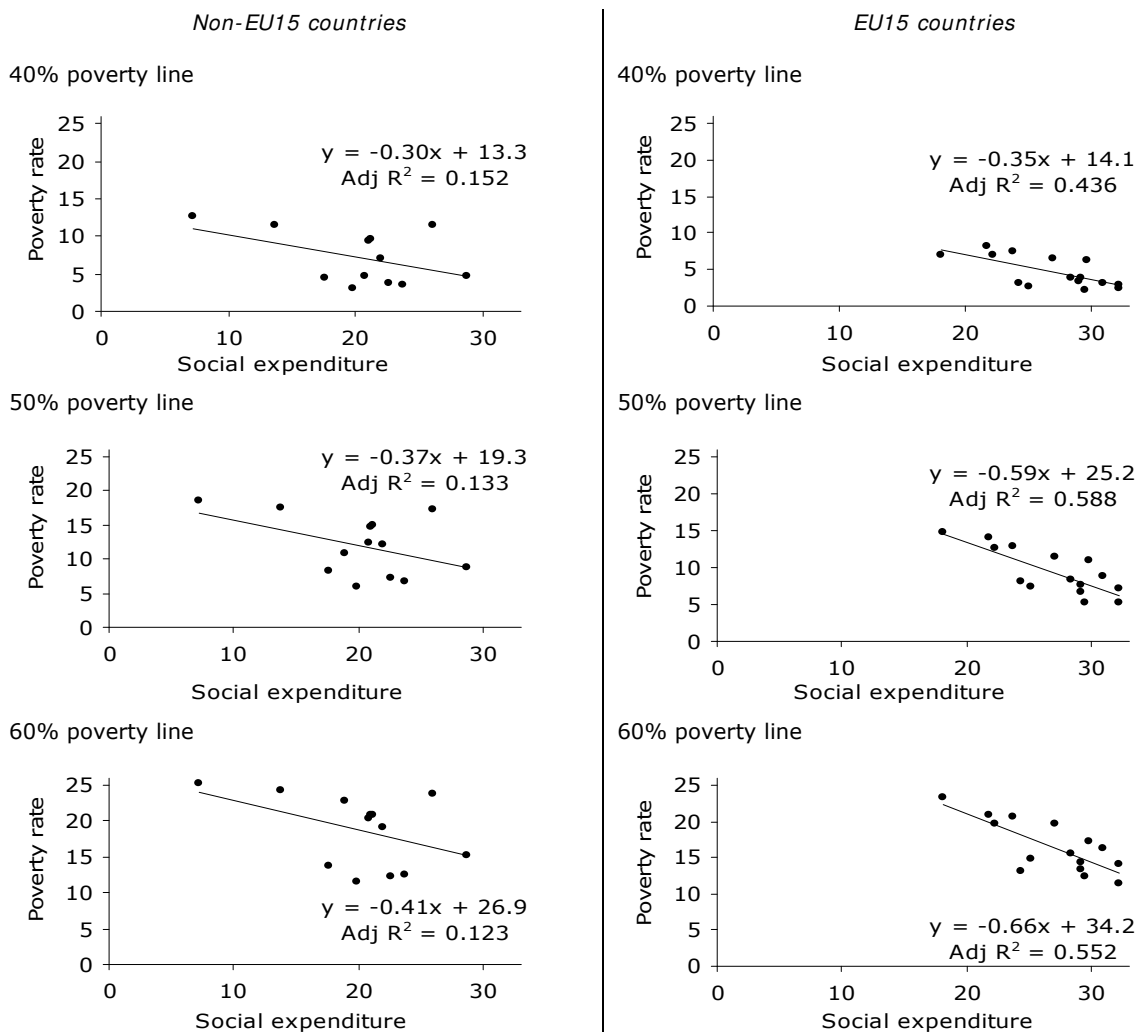 Non-EU15 countries
40% poverty line
Poverty rate
25
20
15
10
5
0
y = -0.30x + 13.3
Adj R² = 0.152
0 10 20 30
Social expenditure
50% poverty line
Poverty rate
25
20
15
10
5
0
y = -0.37x + 19.3
Adj R² = 0.133
0 10 20 30
Social expenditure
60% poverty line
Poverty rate
25
20
15
10
5
0
y = -0.41x + 26.9
Adj R² = 0.123
0 10 20 30
Social expenditure
EU15 countries
40% poverty line
Poverty rate
25
20
15
10
5
0
y = -0.35x + 14.1
Adj R² = 0.436
0 10 20 30
Social expenditure
50% poverty line
Poverty rate
25
20
15
10
5
0
y = -0.59x + 25.2
Adj R² = 0.588
0 10 20 30
Social expenditure
60% poverty line
Poverty rate
25
20
15
10
5
0
y = -0.66x + 34.2
Adj R² = 0.552
0 10 20 30
Social expenditure